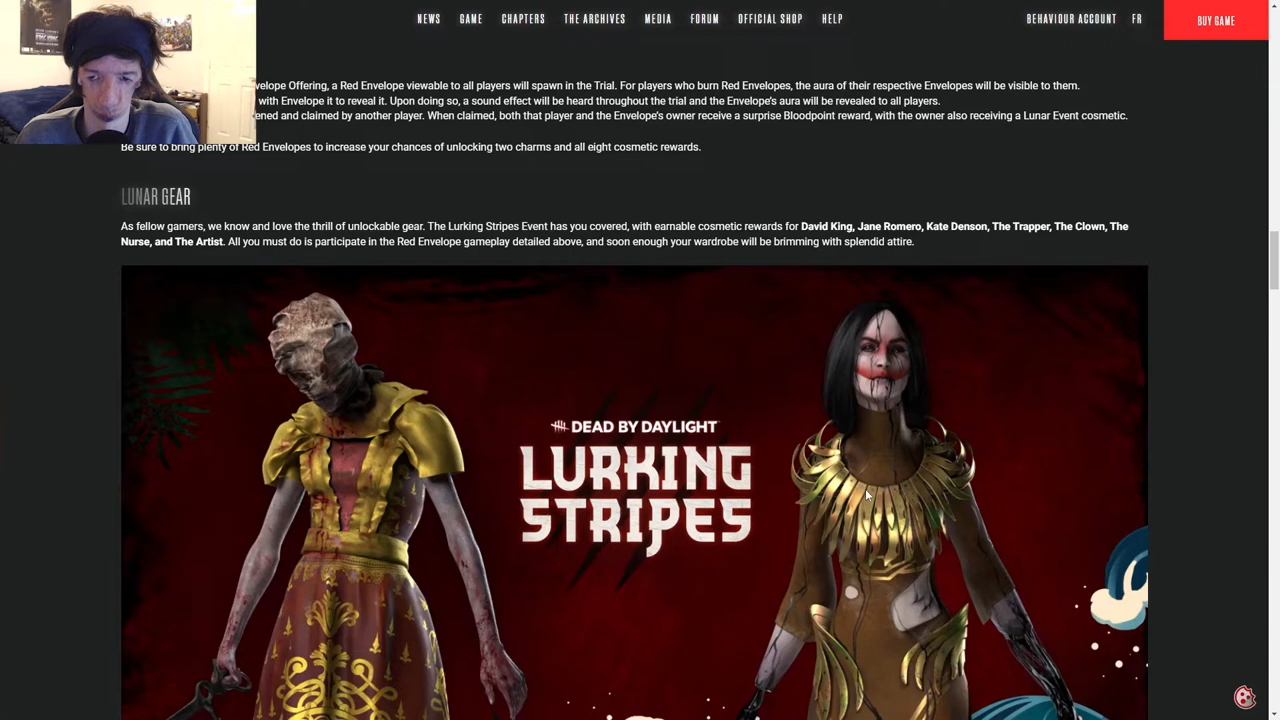 NEWS GAME CHAPTERS THE ARCHIVES MEDIA FORUM OFFICIAL SHOP HELP BEHAVIOUR ACCOUNT FR BUY GAME
velope Offering, a Red Envelope viewable to all players will spawn in the Trial. For players who burn Red Envelopes, the aura of their respective Envelopes will be visible to them.
with Envelope it to reveal it. Upon doing so, a sound effect will be heard throughout the trial and the Envelope's aura will be revealed to all players.
ened and claimed by another player. When claimed, both that player and the Envelope's owner receive a surprise Bloodpoint reward, with the owner also receiving a Lunar Event cosmetic.
Be sure to bring plenty of Red Envelopes to increase your chances of unlocking two charms and all eight cosmetic rewards.
LUNAR GEAR
As fellow gamers, we know and love the thrill of unlockable gear. The Lurking Stripes Event has you covered, with earnable cosmetic rewards for David King, Jane Romero, Kate Denson, The Trapper, The Clown, The
Nurse, and The Artist. All you must do is participate in the Red Envelope gameplay detailed above, and soon enough your wardrobe will be brimming with splendid attire.
DEAD BY DAYLIGHT
LURKING
STRIPES